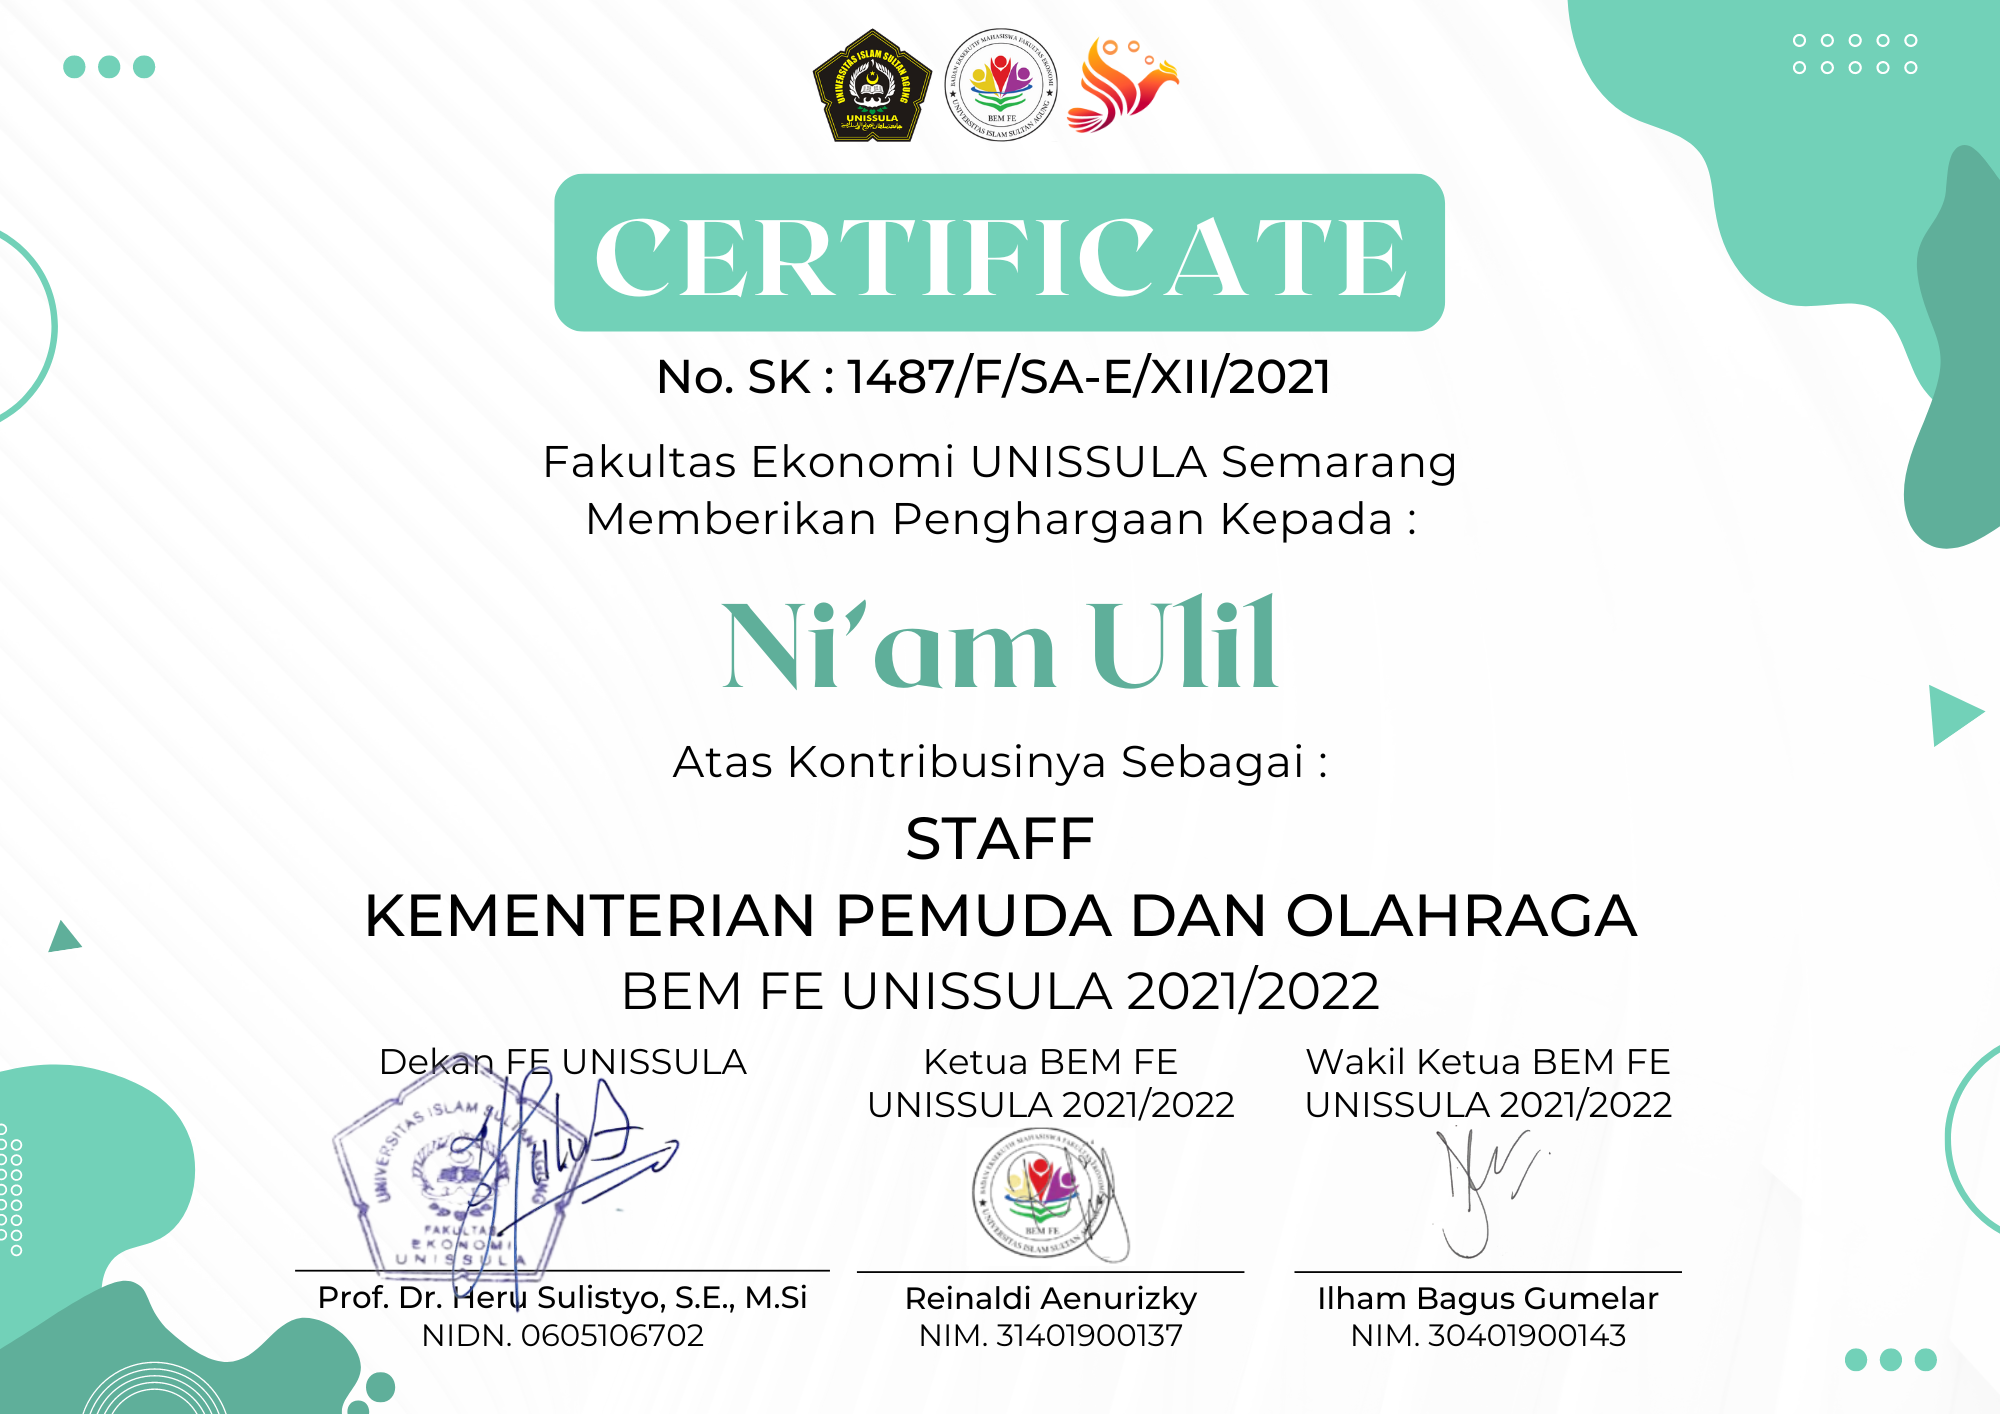 UNIVERSITAS ISLAM SULTAN AGUNG
UNISSULA
BADAN EKSEKUTIF MAHASISWA FAKULTAS EKONOMI
BEM FE
UNIVERSITAS ISLAM SULTAN AGUNG
CERTIFICATE
No. SK : 1487/F/SA-E/XII/2021
Fakultas Ekonomi UNISSULA Semarang
Memberikan Penghargaan Kepada :
Ni'am Ulil
Atas Kontribusinya Sebagai :
STAFF
KEMENTERIAN PEMUDA DAN OLAHRAGA
BEM FE UNISSULA 2021/2022
Dekan FE UNISSULA
UNIVERSITAS ISLAM SULTAN AGUNG
FAKULTAS
EKONOMI
UNISSULA
Prof. Dr. Heru Sulistyo, S.E., M.Si
NIDN. 0605106702
Ketua BEM FE
UNISSULA 2021/2022
BADAN EKSEKUTIF MAHASISWA FAKULTAS EKONOMI
BEM FE
UNIVERSITAS ISLAM SULTAN AGUNG
Reinaldi Aenurizky
NIM. 31401900137
Wakil Ketua BEM FE
UNISSULA 2021/2022
Ilham Bagus Gumelar
NIM. 30401900143